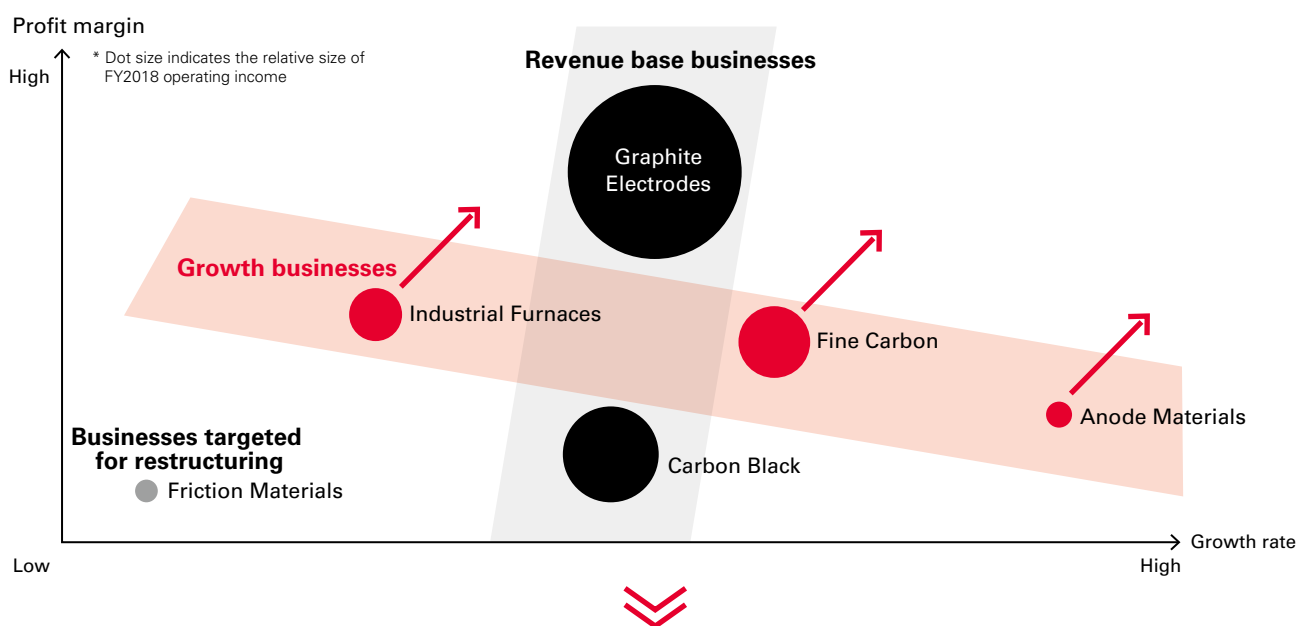 Profit margin
High
* Dot size indicates the relative size of
FY2018 operating income
Revenue base businesses
Graphite
Electrodes
Growth businesses
Industrial Furnaces
Fine Carbon
Anode Materials
Businesses targeted
for restructuring
Friction Materials
Carbon Black
Growth rate
Low
High